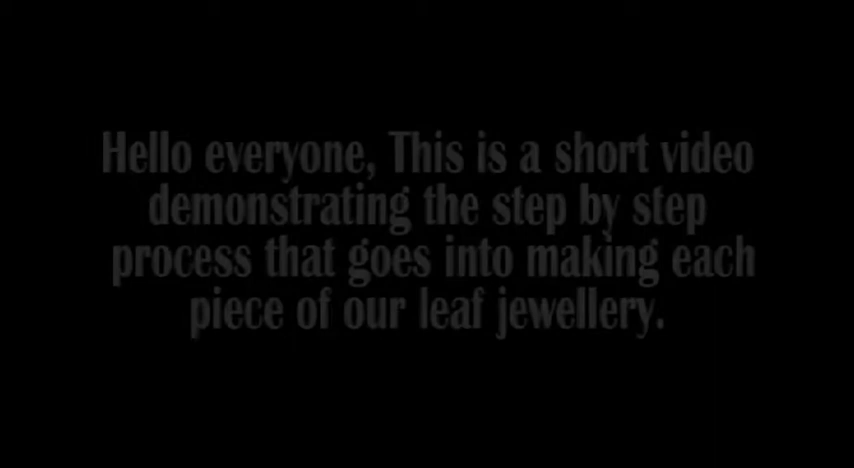 Hello everyone, This is a short video
demonstrating the step by step
process that goes into making each
piece of our leaf jewellery.